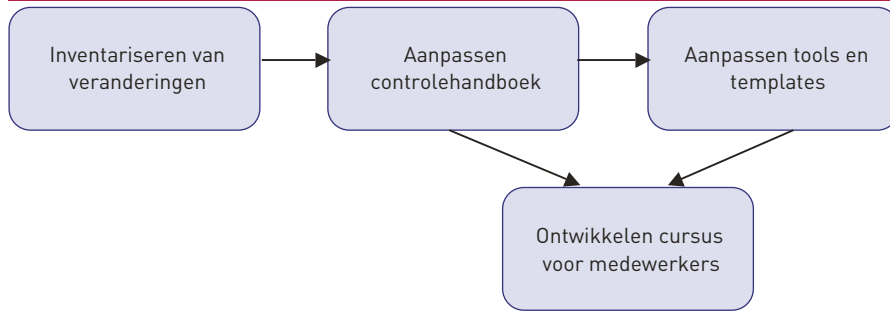 Inventariseren van
veranderingen
Aanpassen
controlehandboek
Aanpassen tools en
templates
Ontwikkelen cursus
voor medewerkers